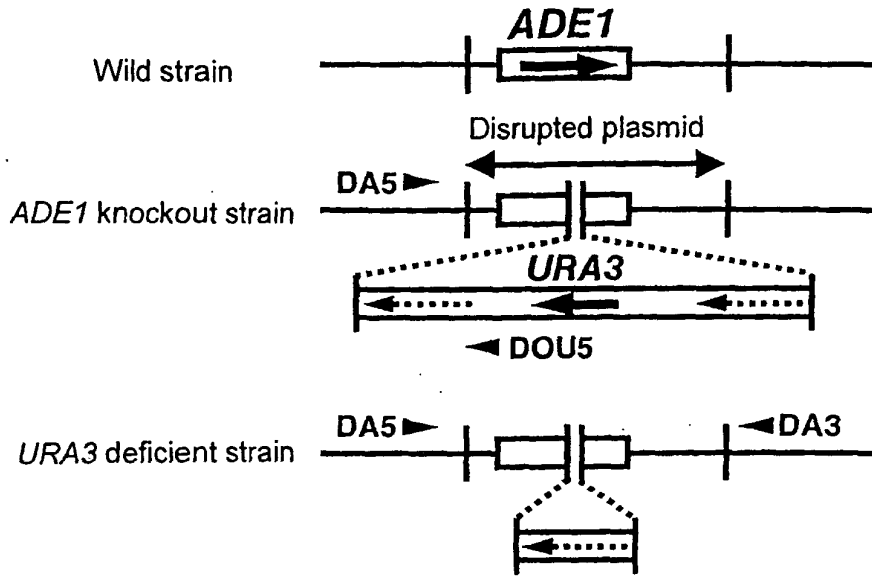 ADE1
Wild strain
Disrupted plasmid
DA5
ADE1 knockout strain
URA3
DOU5
DA5
DA3
URA3 deficient strain